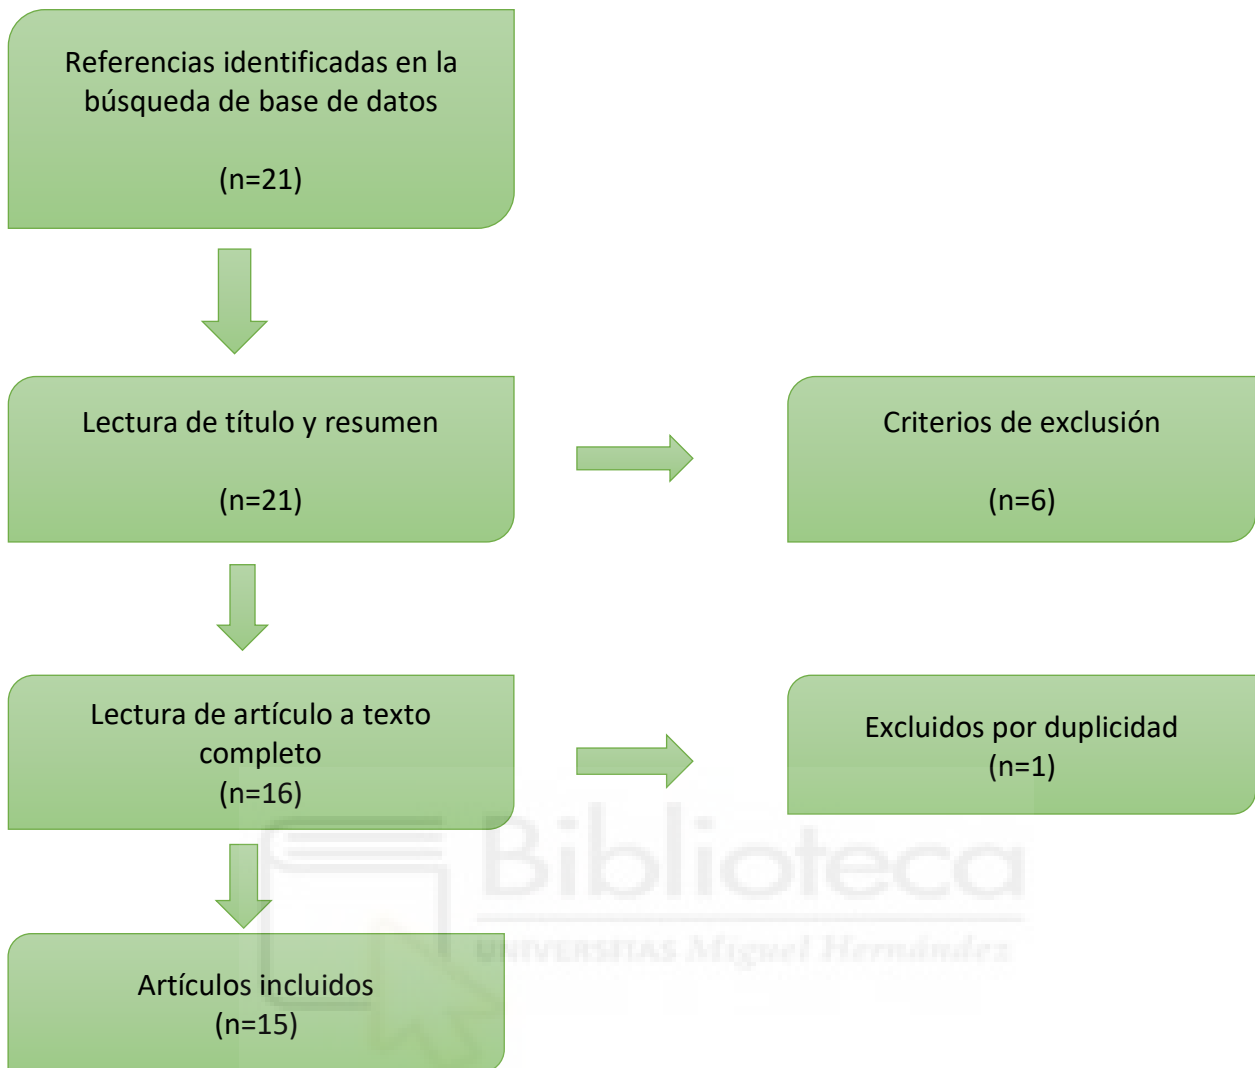 Referencias identificadas en la
búsqueda de base de datos
(n=21)
Lectura de título y resumen
(n=21)
Criterios de exclusión
(n=6)
Lectura de artículo a texto
completo
(n=16)
Excluidos por duplicidad
(n=1)
Biblioteca
UNIVERSITAS Miguel Hernández
Artículos incluidos
(n=15)